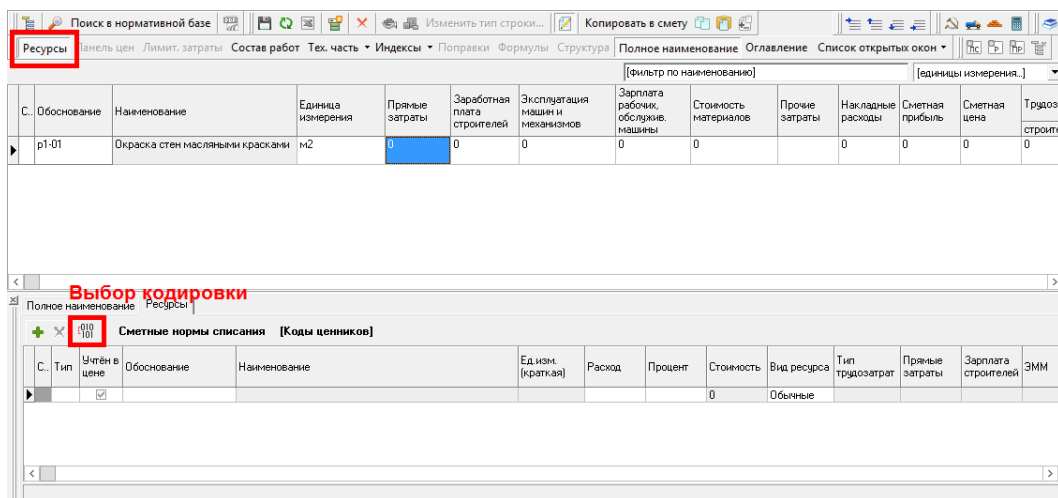 Поиск в нормативной базе Изменить тип строки... Копировать в смету
Ресурсы Панель цен Лимит. затраты Состав работ Тех. часть Индексы Поправки Формулы Структура Полное наименование Оглавление Список открытых окон
[фильтр по наименованию] [единицы измерения...]
С.. Обоснование Наименование Единица измерения Прямые затраты Заработная плата строителей Эксплуатация машин и механизмов Зарплата рабочих, обслужив. машины Стоимость материалов Прочие затраты Накладные расходы Сметная прибыль Сметная цена Трудоз строите
р1-01 Окраска стен масляными красками м2 0 0 0 0 0 0 0 0 0
Выбор кодировки
Полное наименование Ресурсы
Сметные нормы списания [Коды ценников]
С.. Тип Учтён в цене Обоснование Наименование Ед.изм. (краткая) Расход Процент Стоимость Вид ресурса Тип трудозатрат Прямые затраты Зарплата строителей ЭММ
0 Обычные